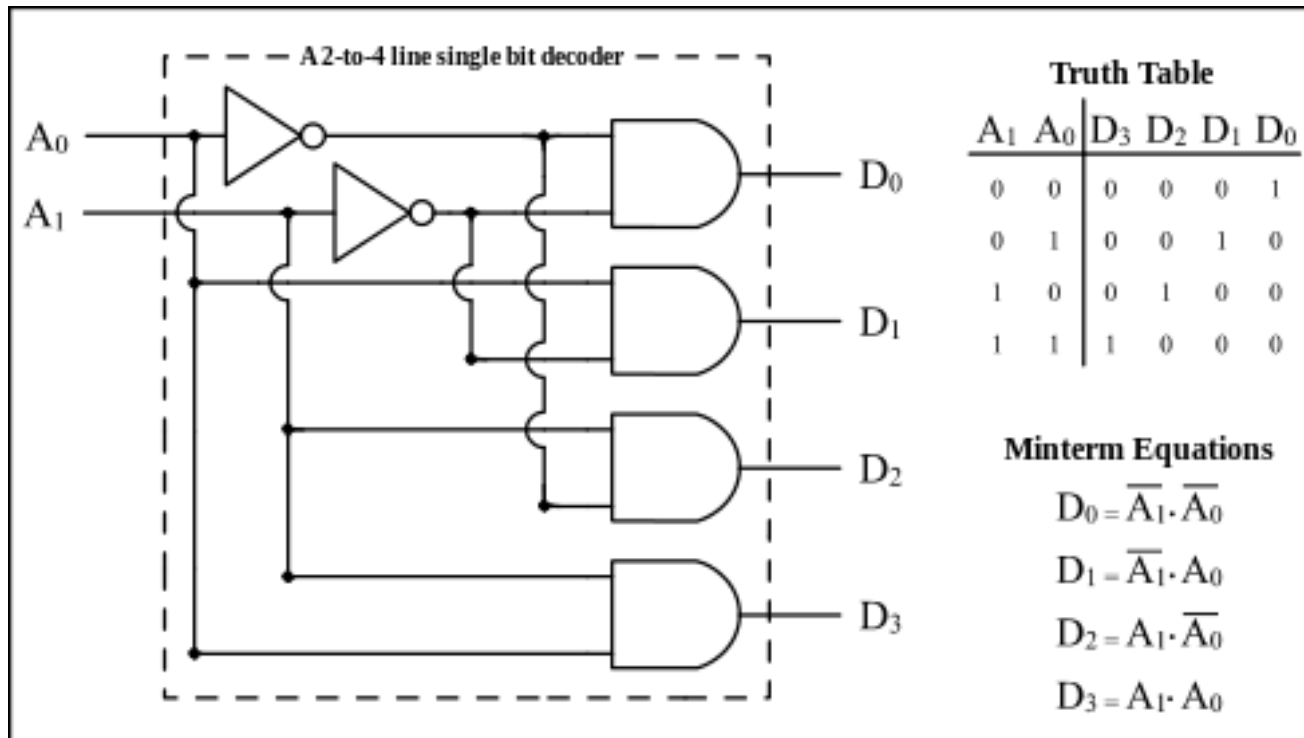 A 2-to-4 line single bit decoder
A₀
A₁
D₀
D₁
D₂
D₃
Truth Table
A₁ A₀ D₃ D₂ D₁ D₀
0 0 0 0 0 1
0 1 0 0 1 0
1 0 0 1 0 0
1 1 1 0 0 0
Minterm Equations
D₀ = A̅₁· A̅₀
D₁ = A̅₁· A₀
D₂ = A₁· A̅₀
D₃ = A₁· A₀